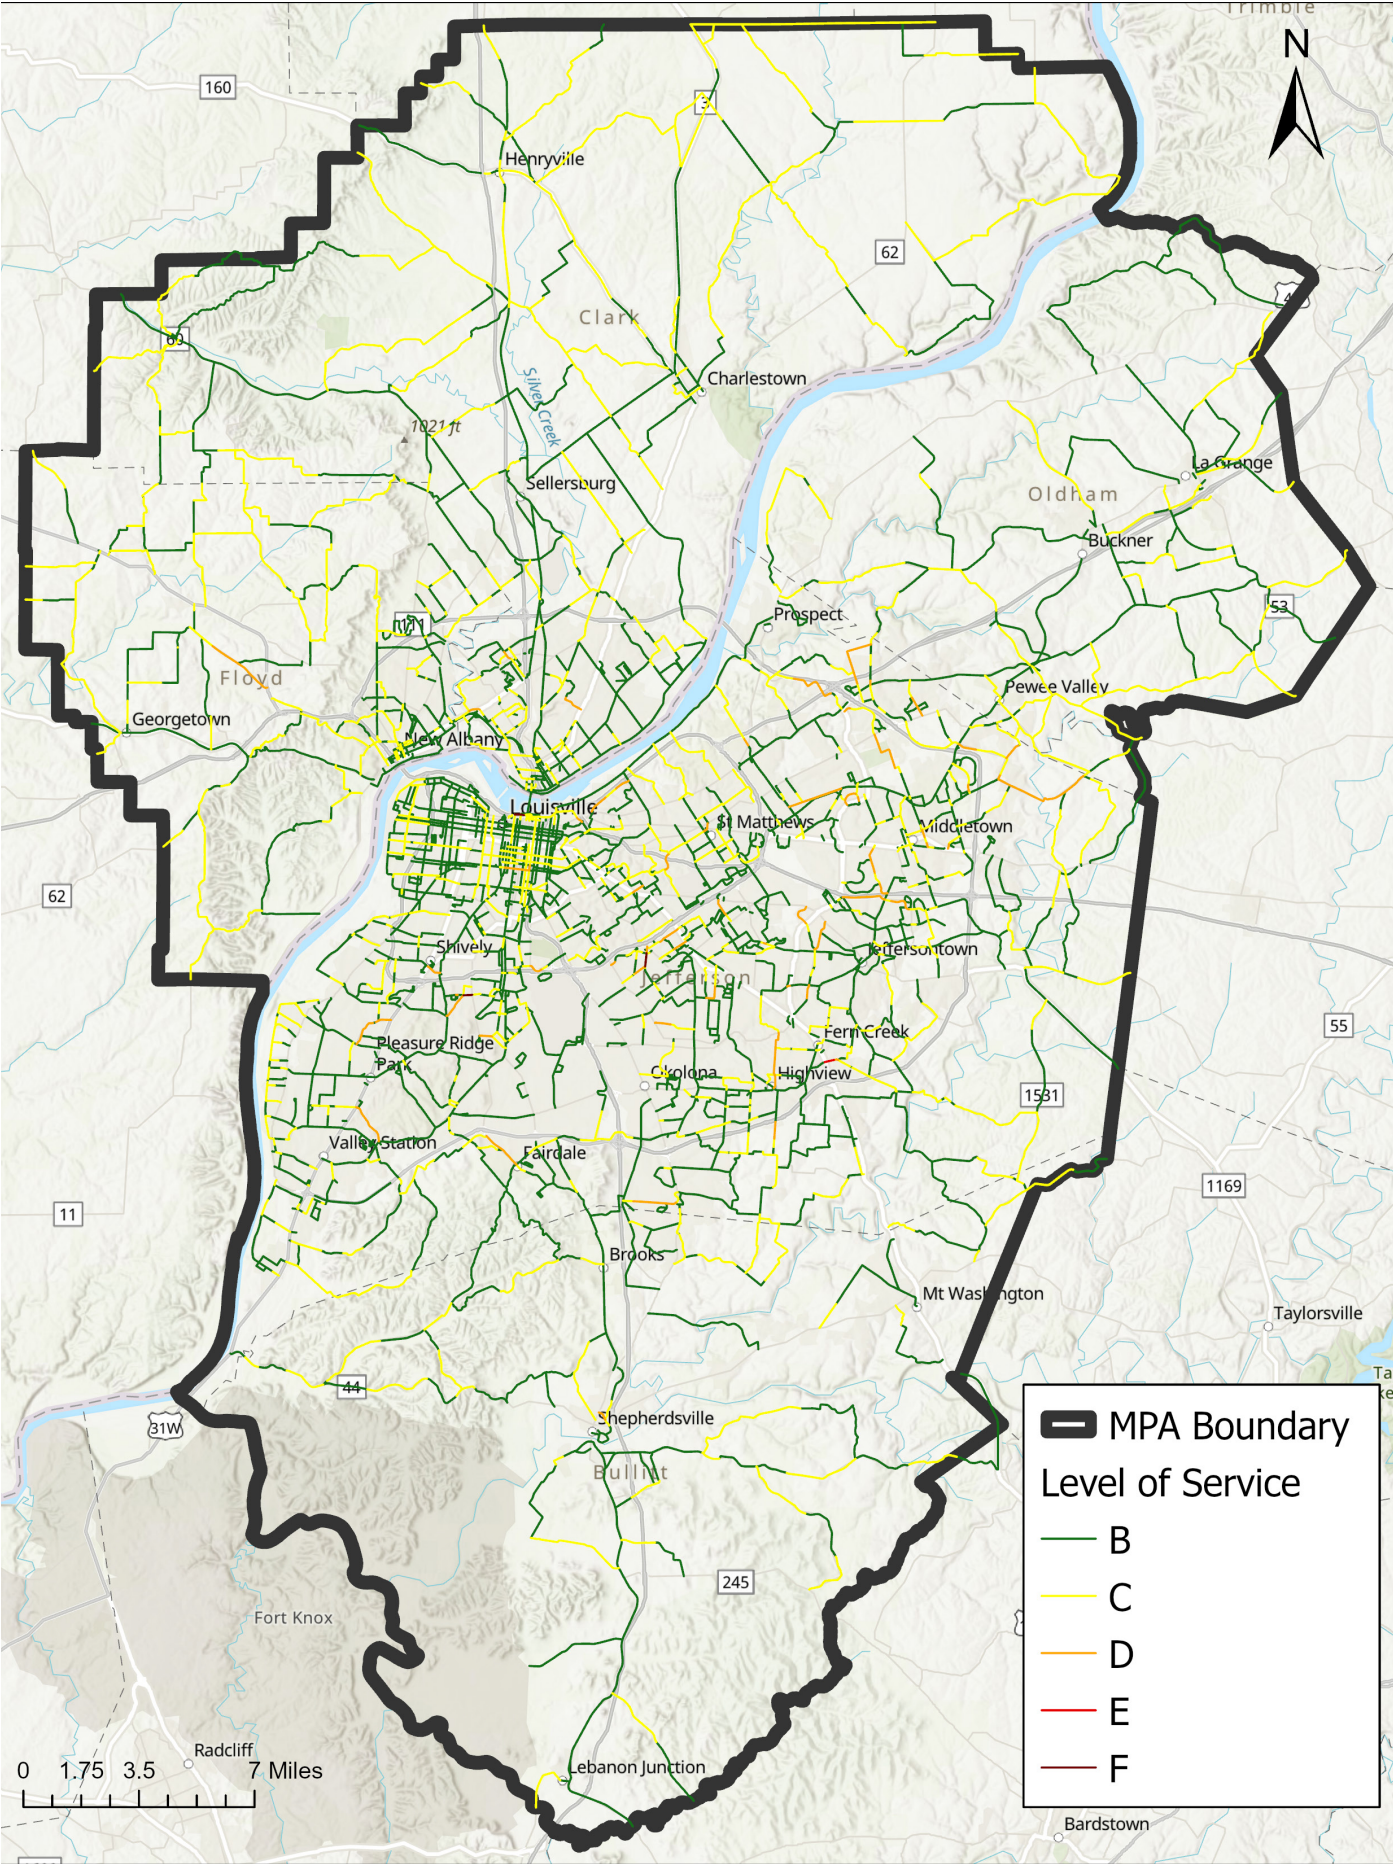 Trimble
N
160
3
Henryville
62
Clark
60
Charlestown
Silver Creek
1021 ft
La Grange
Sellersburg
Oldham
Buckner
53
111
Prospect
Floyd
Pewee Valley
Georgetown
New Albany
Louisville
St Matthews
Middletown
62
Shively
Jeffersontown
Jefferson
55
Pleasure Ridge
Park
Fern Creek
Okolona
Highview
1531
Valley Station
Fairdale
1169
11
Brooks
Mt Washington
Taylorsville
44
31W
Shepherdsville
Bullitt
MPA Boundary
Level of Service
B
C
D
E
F
245
Fort Knox
Radcliff
0 1.75 3.5 7 Miles
Lebanon Junction
Bardstown